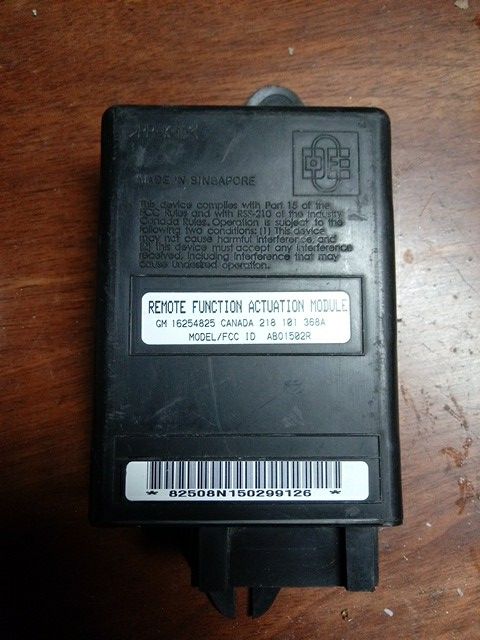 MADE IN SINGAPORE
This device complies with Part 15 of the
FCC Rules and with RSS-210 of the Industry
Canada Rules. Operation is subject to the
following two conditions: (1) This device
may not cause harmful interference, and
(2) this device must accept any interference
received, including interference that may
cause undesired operation.
REMOTE FUNCTION ACTUATION MODULE
GM 16254825 CANADA 218 101 368A
MODEL/FCC ID AB01502R
* 82508N150299126 *